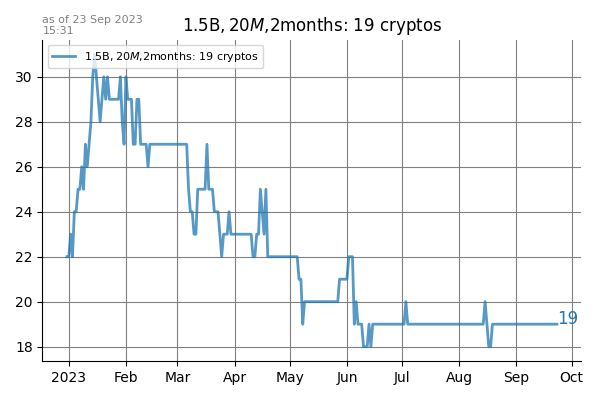 as of 23 Sep 2023
15:31
1.5B, 20M,2months: 19 cryptos
1.5B, 20M,2months: 19 cryptos
30
28
26
24
22
20
18
19
2023 Feb Mar Apr May Jun Jul Aug Sep Oct